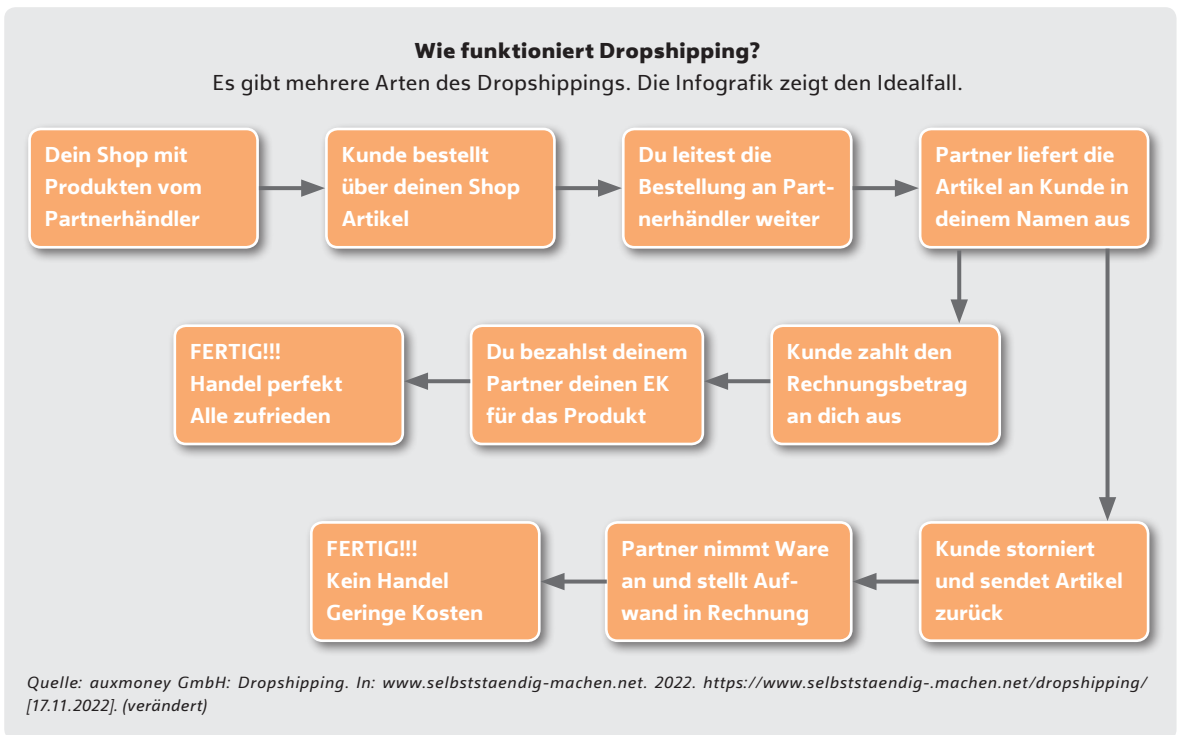 Wie funktioniert Dropshipping?
Es gibt mehrere Arten des Dropshippings. Die Infografik zeigt den Idealfall.
Dein Shop mit
Produkten vom
Partnerhändler
Kunde bestellt
über deinen Shop
Artikel
Du leitest die
Bestellung an Part-
nerhändler weiter
Partner liefert die
Artikel an Kunde in
deinem Namen aus
Kunde zahlt den
Rechnungsbetrag
an dich aus
Du bezahlst deinem
Partner deinen EK
für das Produkt
FERTIG!!!
Handel perfekt
Alle zufrieden
Kunde storniert
und sendet Artikel
zurück
Partner nimmt Ware
an und stellt Auf-
wand in Rechnung
FERTIG!!!
Kein Handel
Geringe Kosten
Quelle: auxmoney GmbH: Dropshipping. In: www.selbststaendig-machen.net. 2022. https://www.selbststaendig-.machen.net/dropshipping/
[17.11.2022]. (verändert)